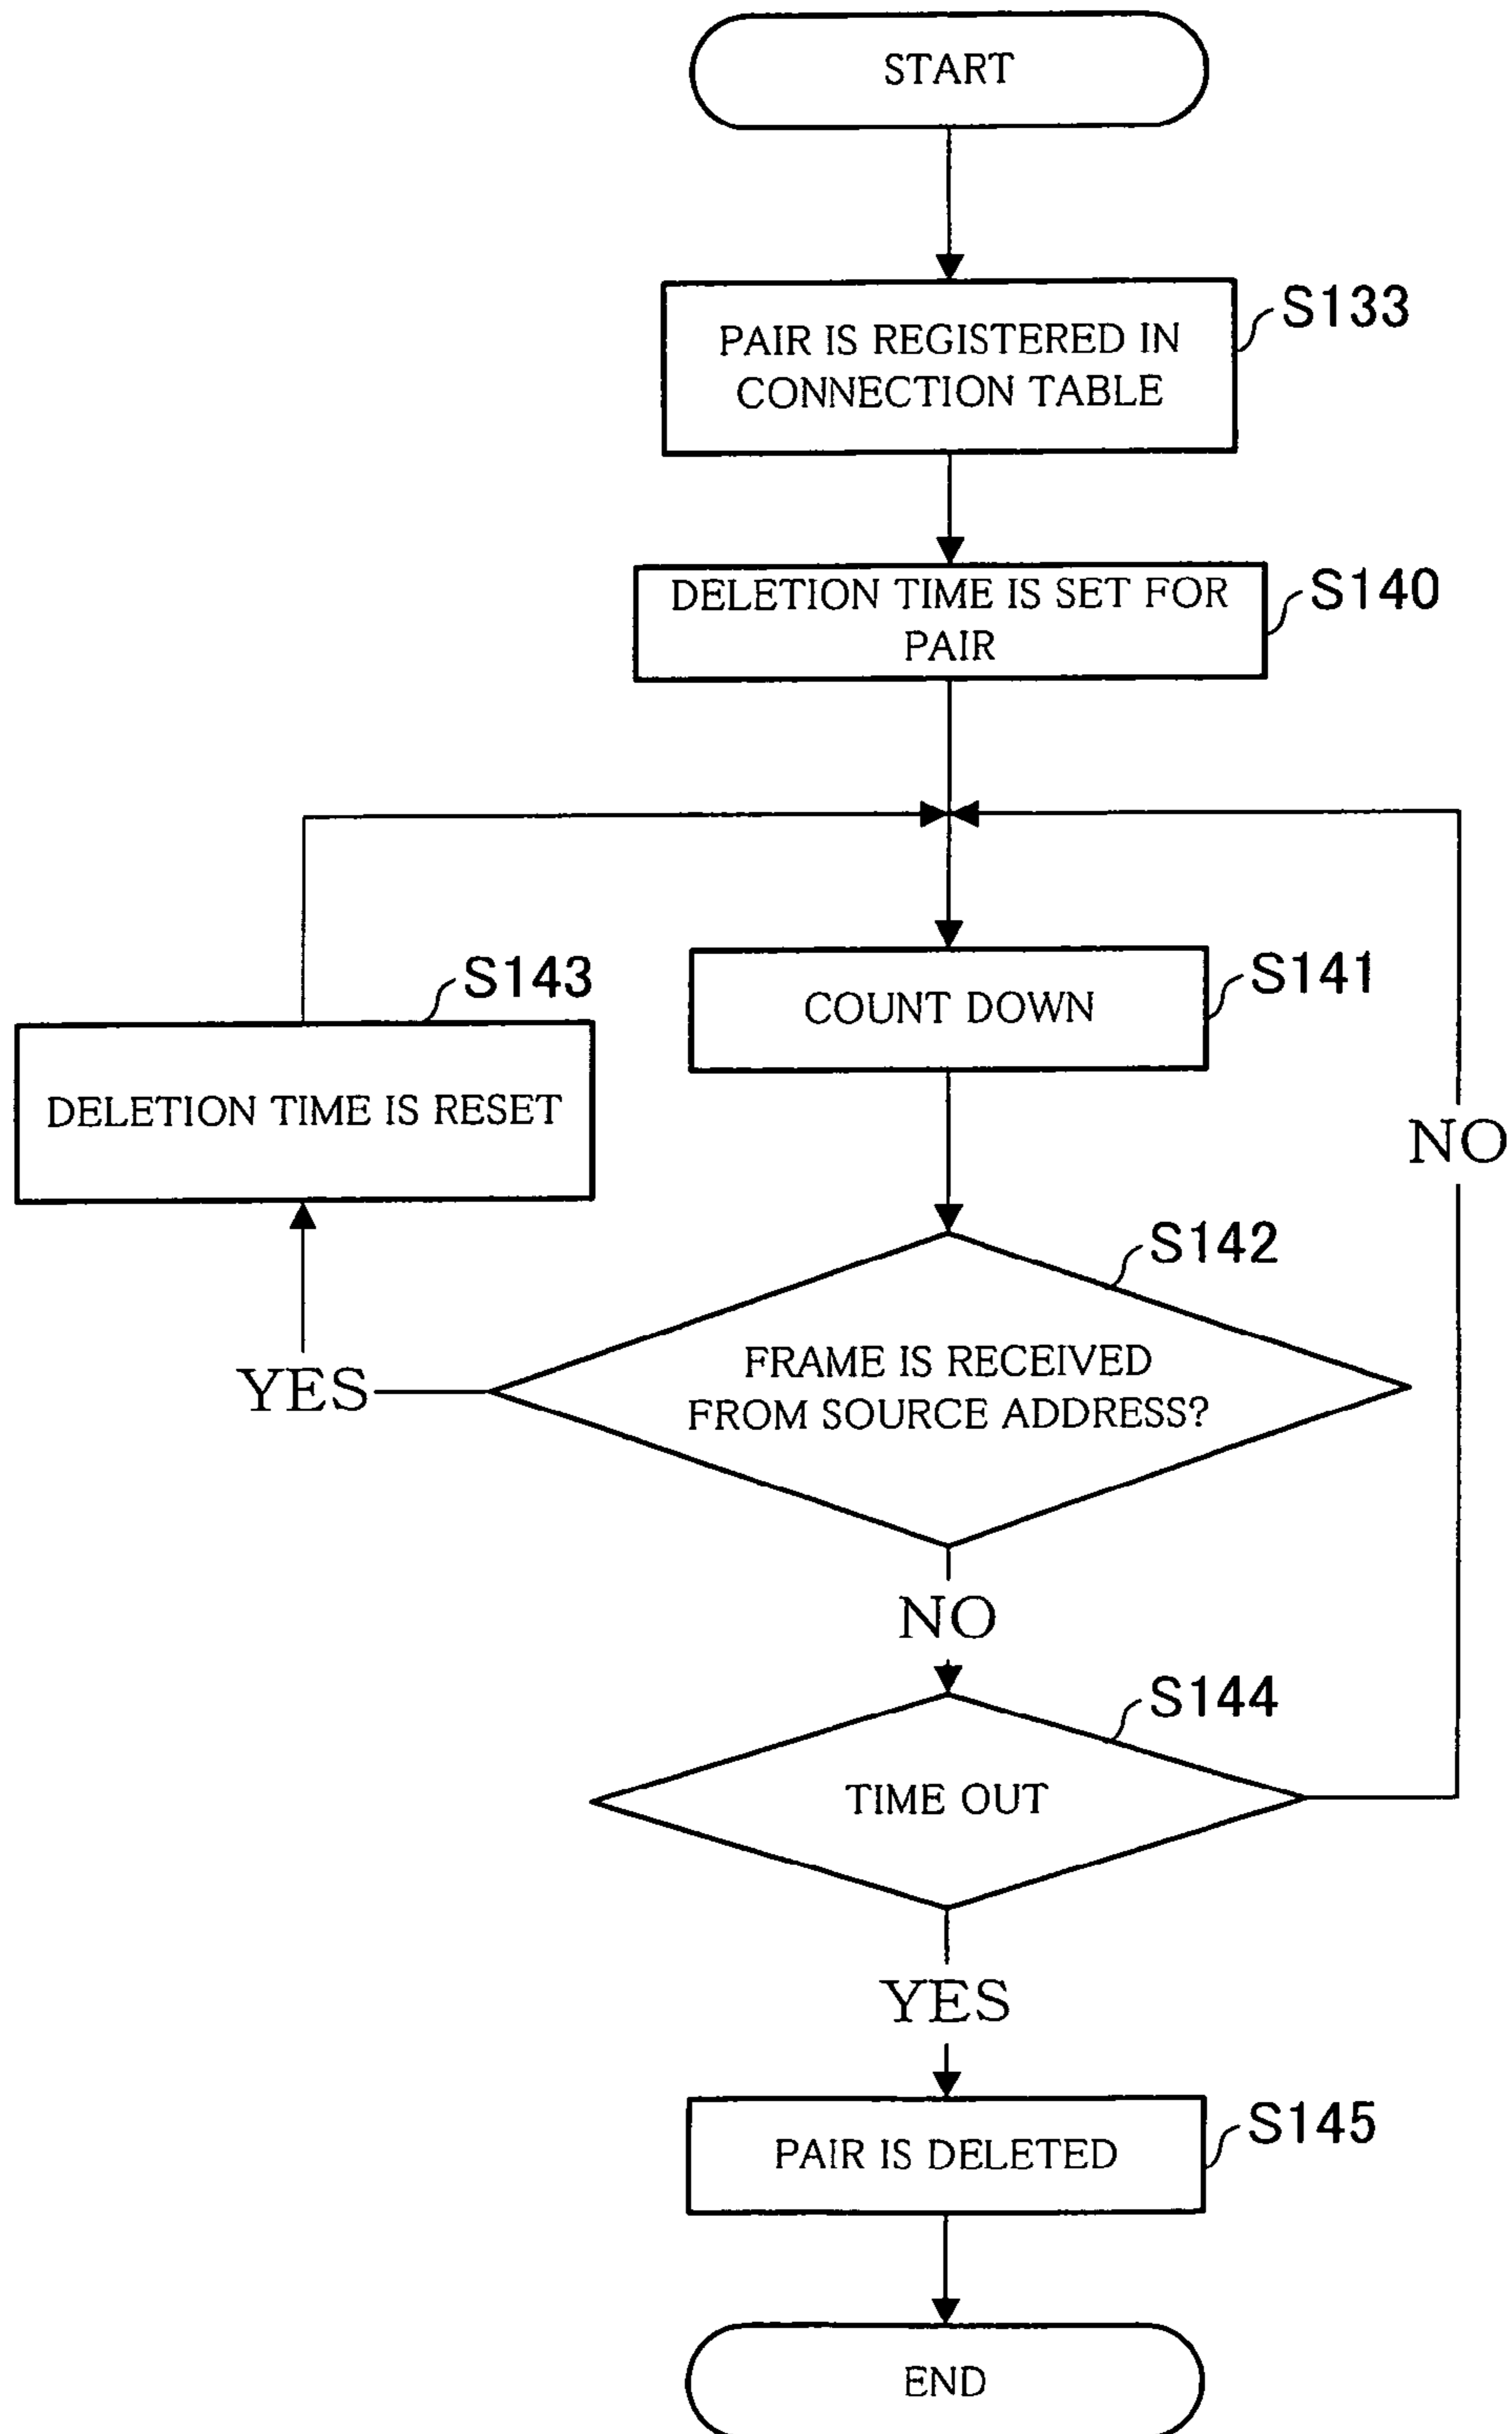 START
S133
PAIR IS REGISTERED IN
CONNECTION TABLE
S140
DELETION TIME IS SET FOR
PAIR
S143
S141
COUNT DOWN
DELETION TIME IS RESET
NO
S142
FRAME IS RECEIVED
FROM SOURCE ADDRESS?
YES
NO
S144
TIME OUT
YES
S145
PAIR IS DELETED
END